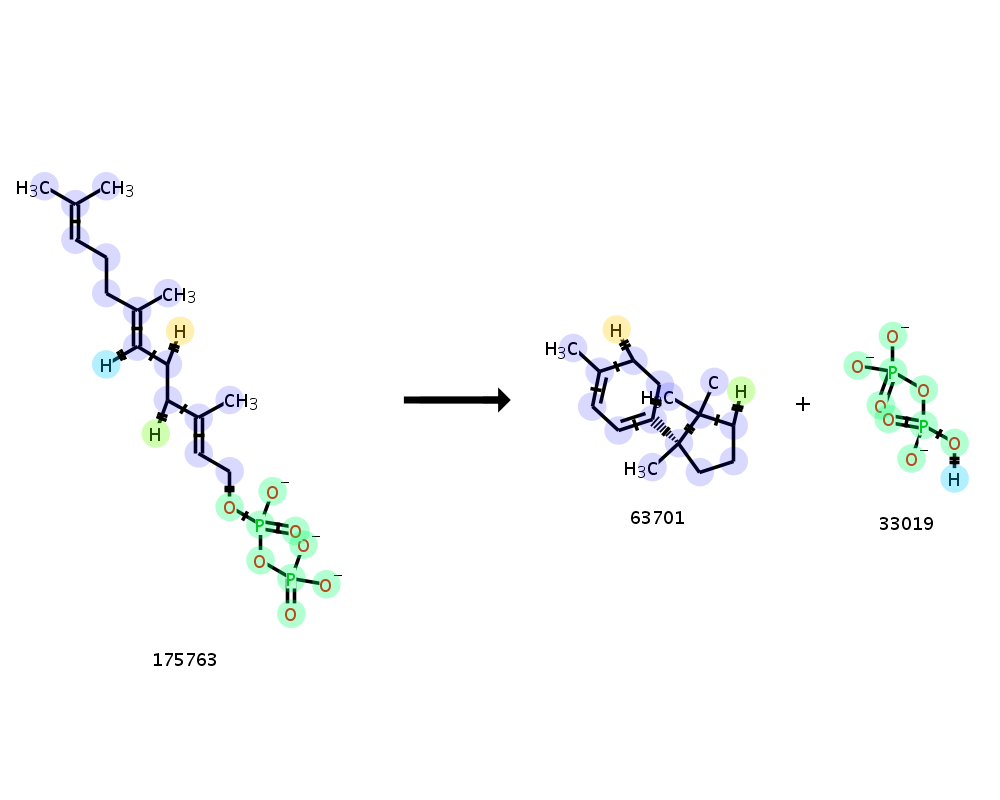 H₃C CH₃
CH₃
H
H
CH₃
H
O O⁻
P O
O⁻
O P O⁻
O
175763
H
H₃C
C
H
H₃C
H₃C
63701
+
O⁻
O⁻ P
O
O
O P
O
O⁻
H
33019